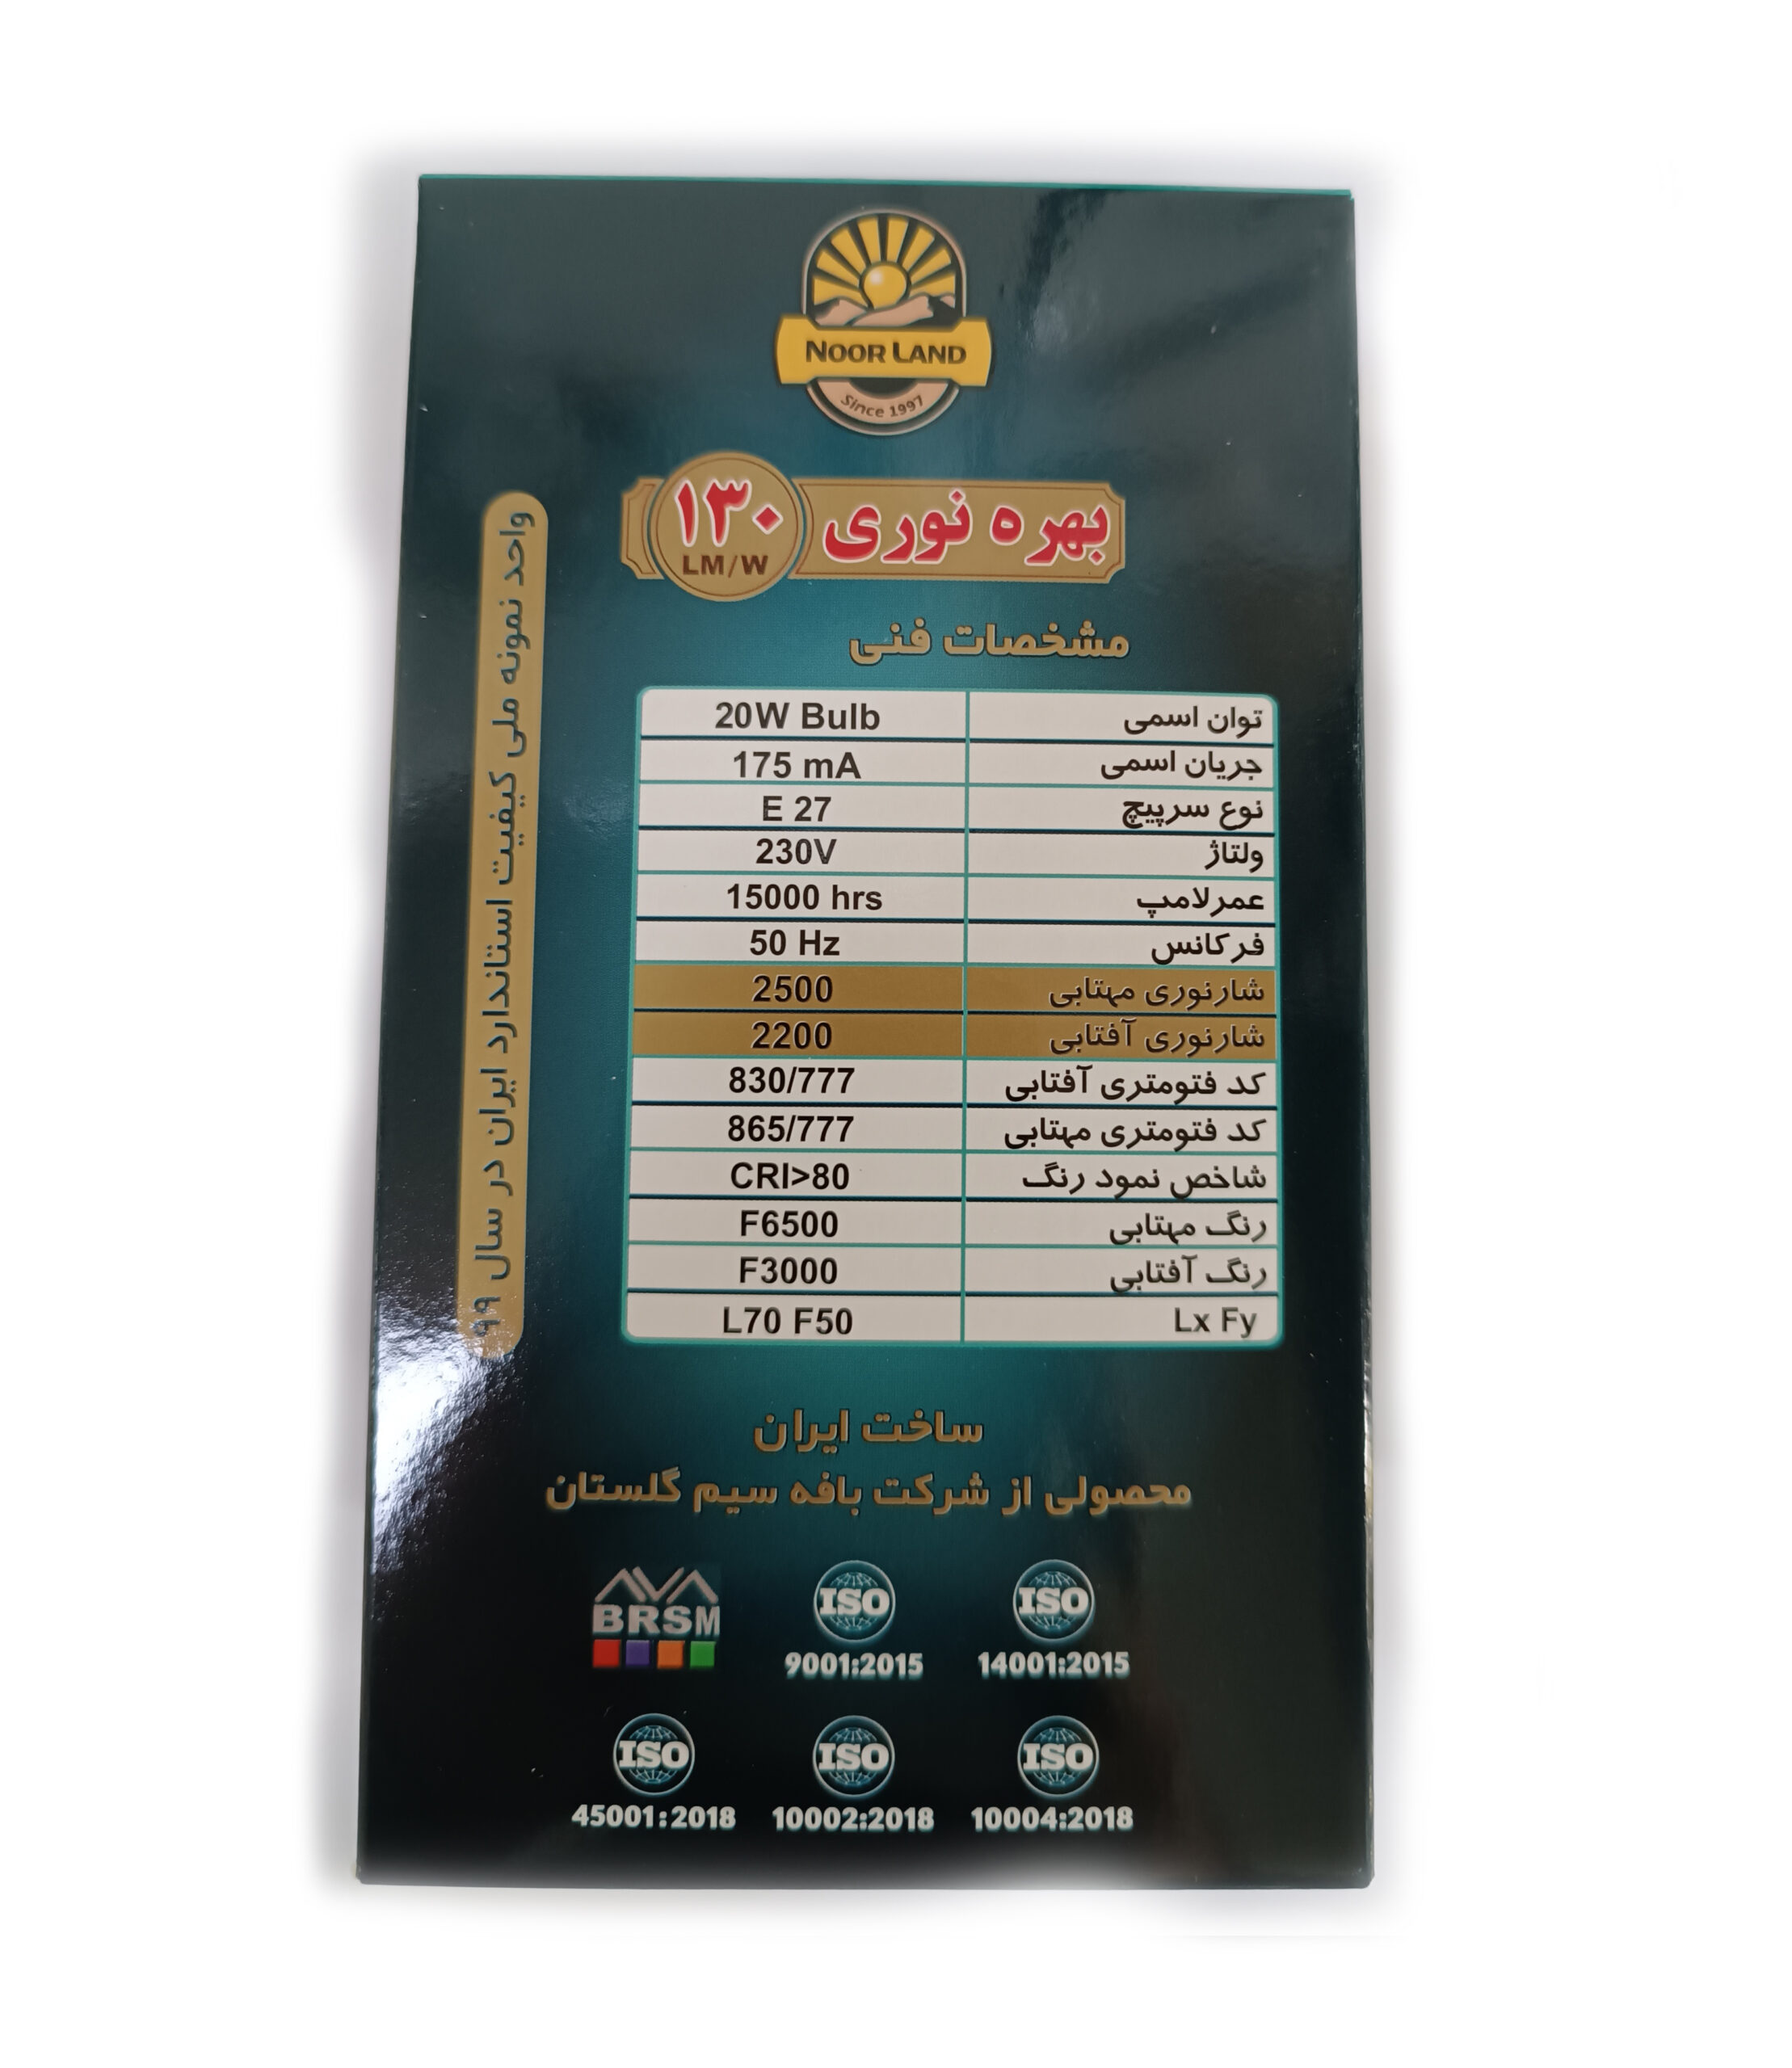 NOOR LAND
Since 1997
بهره نوری ۱۳۰
LM/W
مشخصات فنی
توان اسمی 20W Bulb
جریان اسمی 175 mA
نوع سرپیچ E 27
ولتاژ 230V
عمرلامپ 15000 hrs
فرکانس 50 Hz
شارنوری مهتابی 2500
شارنوری آفتابی 2200
کد فتومتری آفتابی 830/777
کد فتومتری مهتابی 865/777
شاخص نمود رنگ CRI>80
رنگ مهتابی F6500
رنگ آفتابی F3000
Lx Fy L70 F50
واحد نمونه ملی کیفیت استاندارد ایران در سال ۹۹
ساخت ایران
محصولی از شرکت بافه سیم گلستان
BRSM
ISO
9001:2015
ISO
14001:2015
ISO
45001:2018
ISO
10002:2018
ISO
10004:2018